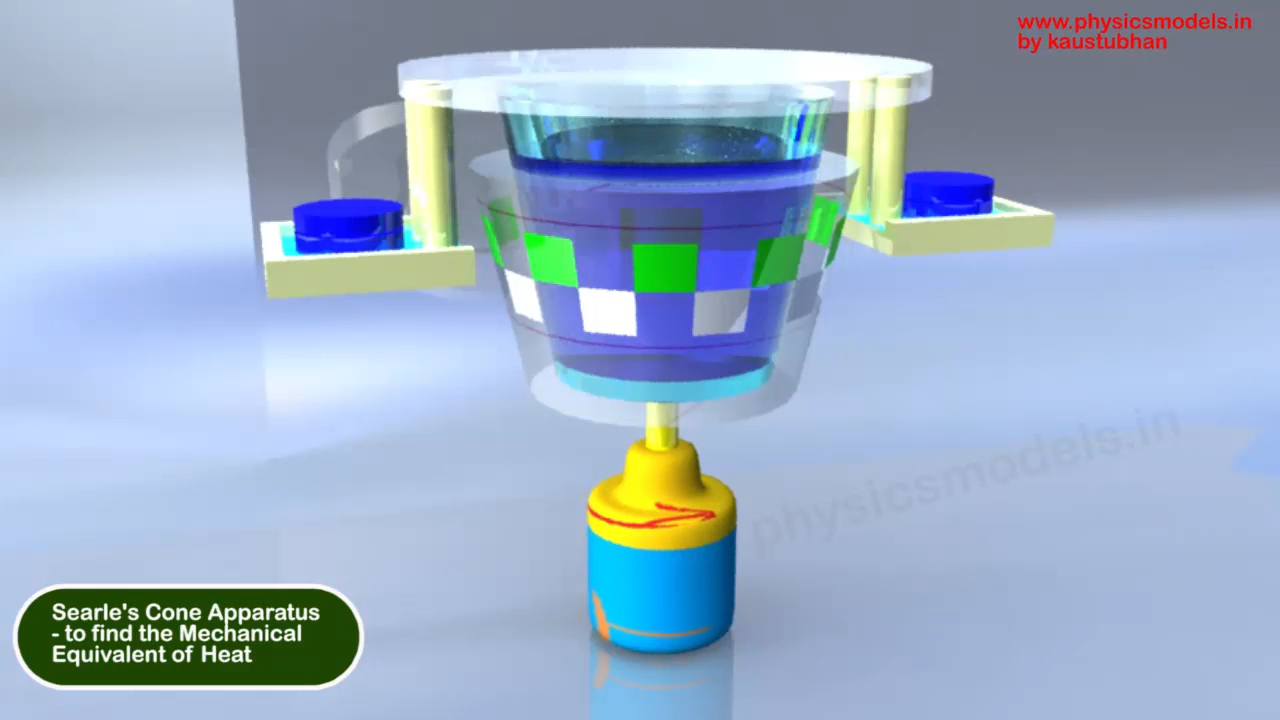 www.physicsmodels.in
by kaustubhan
physicsmodels.in
Searle's Cone Apparatus
- to find the Mechanical
Equivalent of Heat